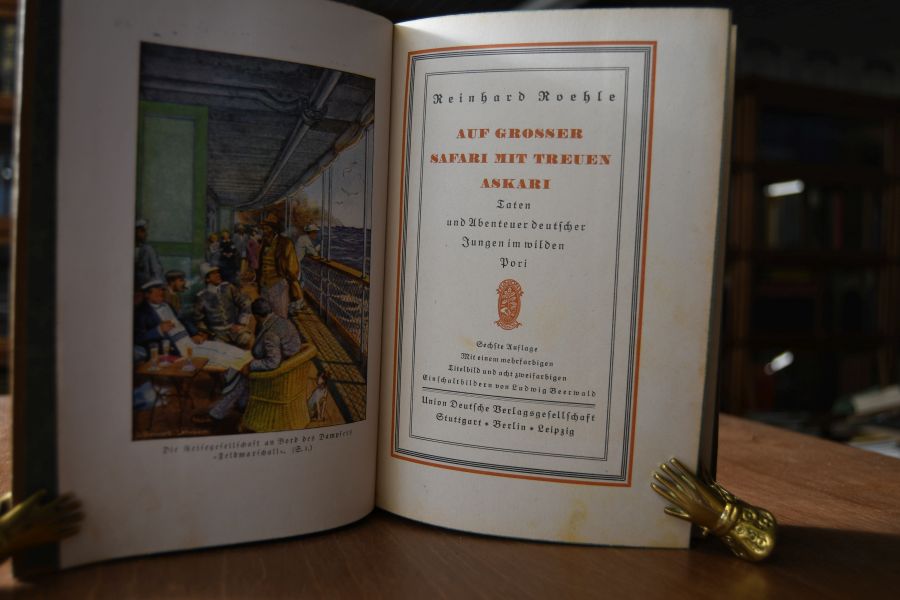 Die Reisegesellschaft an Bord des Dampfers
„Feldmarschall“. (S. 1.)
Reinhard Roehle
AUF GROSSER
SAFARI MIT TREUEN
ASKARI
Taten
und Abenteuer deutſcher
Jungen im wilden
Pori
Sechste Auflage
Mit einem mehrfarbigen
Titelbild und acht zweifarbigen
Einſchaltbildern von Ludwig Beerwald
Union Deutſche Verlagsgeſellſchaft
Stuttgart * Berlin * Leipzig